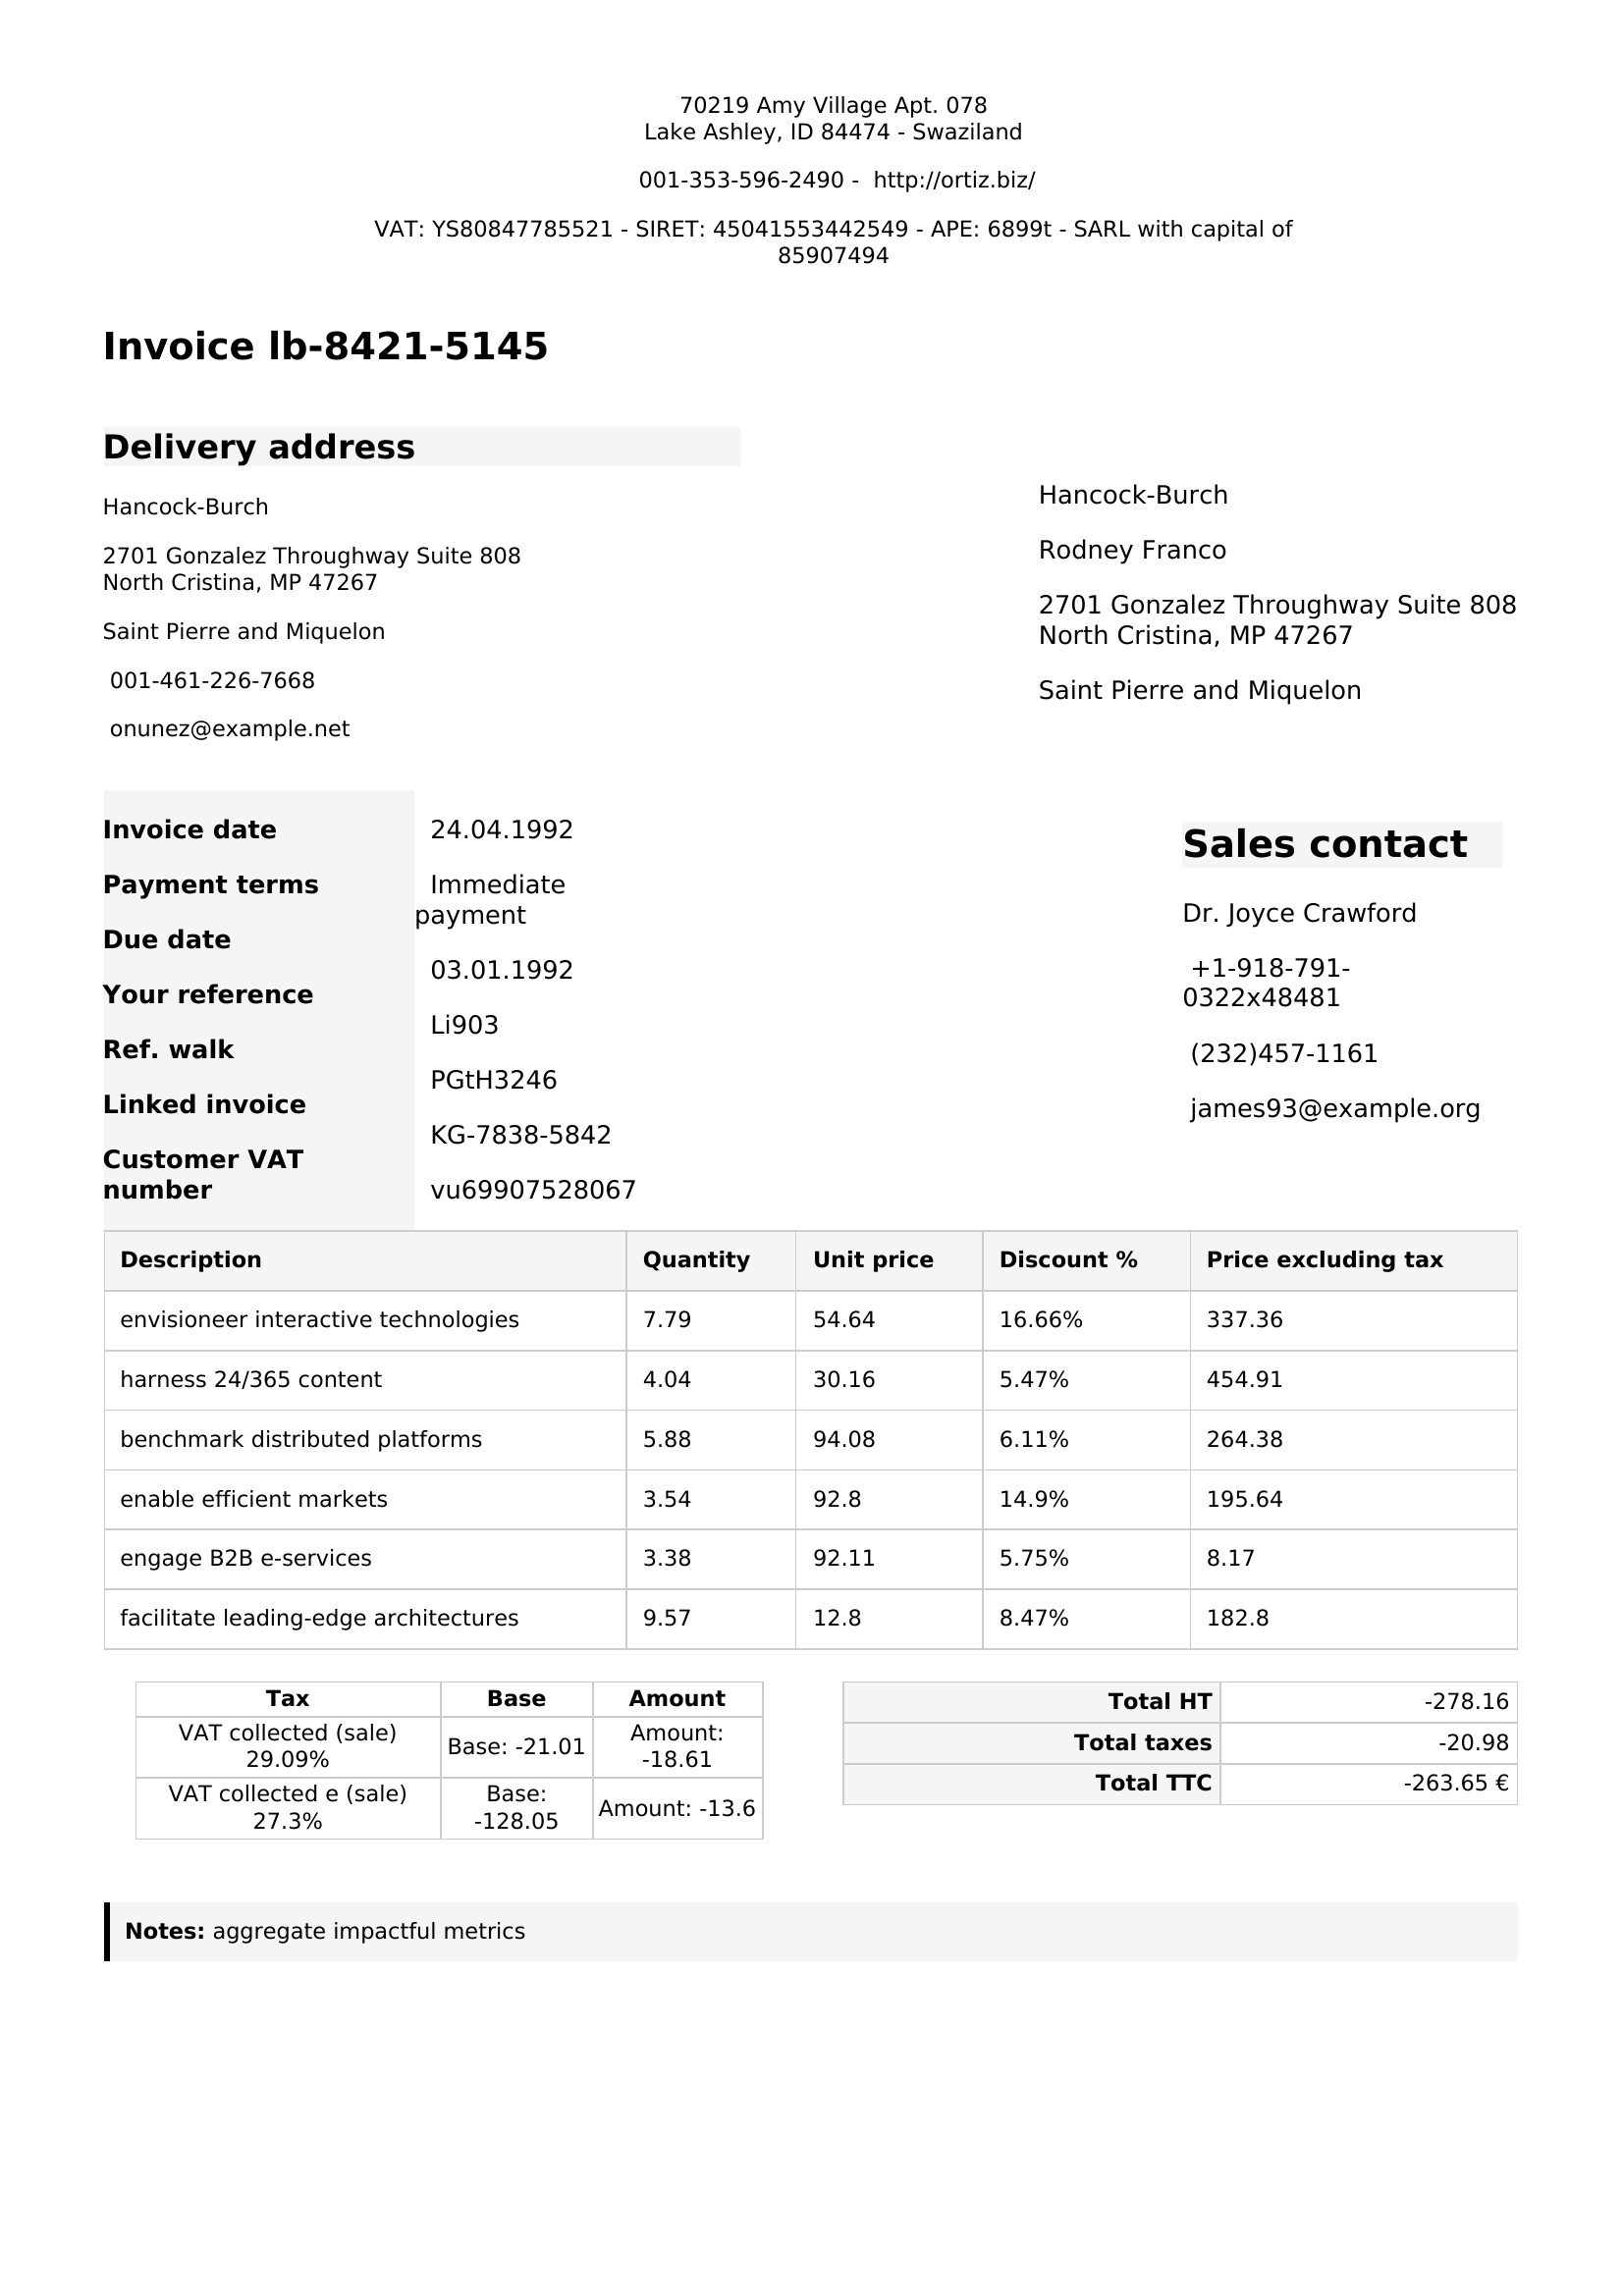 70219 Amy Village Apt. 078
Lake Ashley, ID 84474 - Swaziland
001-353-596-2490 - http://ortiz.biz/
VAT: YS80847785521 - SIRET: 45041553442549 - APE: 6899t - SARL with capital of
85907494
Invoice lb-8421-5145
Delivery address
Hancock-Burch
2701 Gonzalez Throughway Suite 808
North Cristina, MP 47267
Saint Pierre and Miquelon
001-461-226-7668
onunez@example.net
Hancock-Burch
Rodney Franco
2701 Gonzalez Throughway Suite 808
North Cristina, MP 47267
Saint Pierre and Miquelon
Invoice date
Payment terms
Due date
Your reference
Ref. walk
Linked invoice
Customer VAT
number
24.04.1992
Immediate
payment
03.01.1992
Li903
PGtH3246
KG-7838-5842
vu69907528067
Sales contact
Dr. Joyce Crawford
+1-918-791-
0322x48481
(232)457-1161
james93@example.org
Description Quantity Unit price Discount % Price excluding tax
envisioneer interactive technologies 7.79 54.64 16.66% 337.36
harness 24/365 content 4.04 30.16 5.47% 454.91
benchmark distributed platforms 5.88 94.08 6.11% 264.38
enable efficient markets 3.54 92.8 14.9% 195.64
engage B2B e-services 3.38 92.11 5.75% 8.17
facilitate leading-edge architectures 9.57 12.8 8.47% 182.8
Tax Base Amount
VAT collected (sale)
29.09%
Base: -21.01
Amount:
-18.61
VAT collected e (sale)
27.3%
Base:
-128.05
Amount: -13.6
Total HT -278.16
Total taxes -20.98
Total TTC -263.65 €
Notes: aggregate impactful metrics